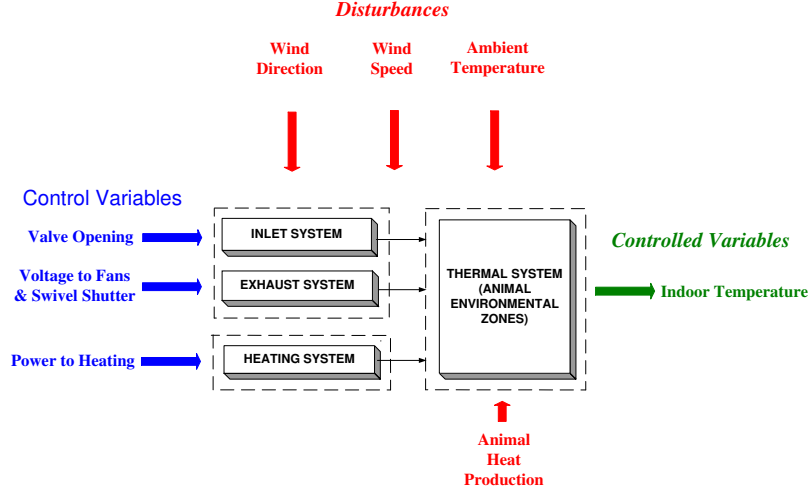 Disturbances
Wind
Direction
Wind
Speed
Ambient
Temperature
Control Variables
Valve Opening
Voltage to Fans
& Swivel Shutter
Power to Heating
INLET SYSTEM
EXHAUST SYSTEM
HEATING SYSTEM
THERMAL SYSTEM
(ANIMAL
ENVIRONMENTAL
ZONES)
Controlled Variables
Indoor Temperature
Animal
Heat
Production